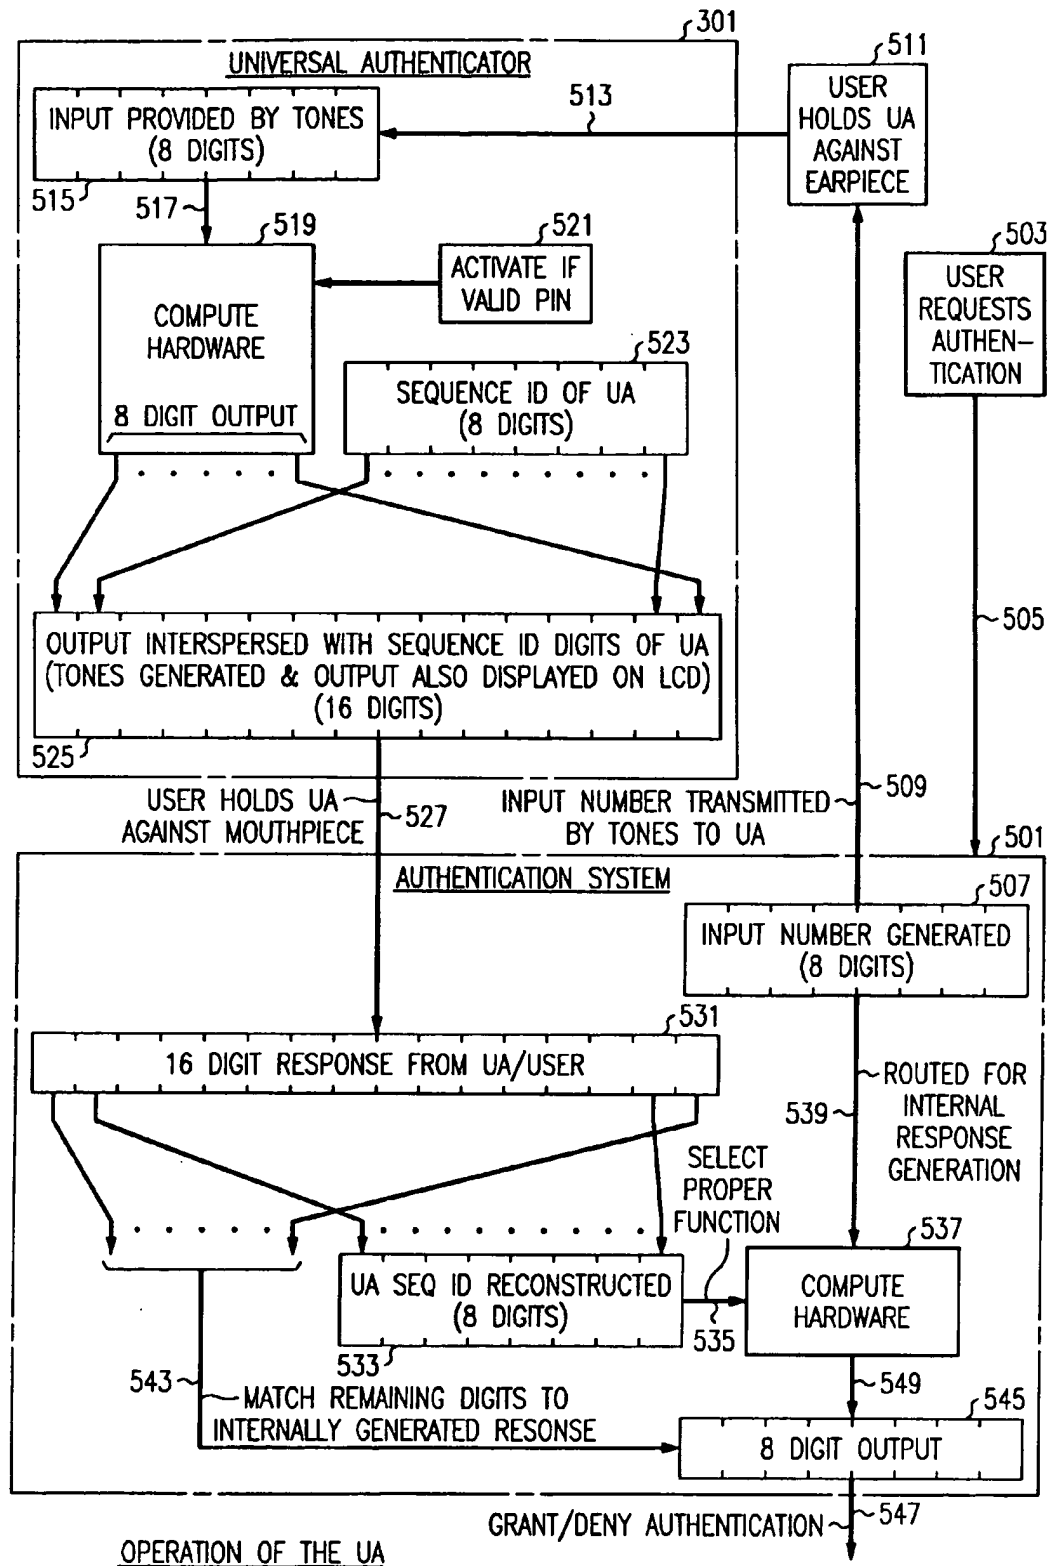 301
UNIVERSAL AUTHENTICATOR
INPUT PROVIDED BY TONES
(8 DIGITS)
515
513
511
USER
HOLDS UA
AGAINST
EARPIECE
517
519
COMPUTE
HARDWARE
8 DIGIT OUTPUT
521
ACTIVATE IF
VALID PIN
503
USER
REQUESTS
AUTHEN-
TICATION
523
SEQUENCE ID OF UA
(8 DIGITS)
505
OUTPUT INTERSPERSED WITH SEQUENCE ID DIGITS OF UA
(TONES GENERATED & OUTPUT ALSO DISPLAYED ON LCD)
(16 DIGITS)
525
USER HOLDS UA
AGAINST MOUTHPIECE
527
INPUT NUMBER TRANSMITTED
BY TONES TO UA
509
501
AUTHENTICATION SYSTEM
507
INPUT NUMBER GENERATED
(8 DIGITS)
531
16 DIGIT RESPONSE FROM UA/USER
539
ROUTED FOR
INTERNAL
RESPONSE
GENERATION
SELECT
PROPER
FUNCTION
UA SEQ ID RECONSTRUCTED
(8 DIGITS)
533
535
537
COMPUTE
HARDWARE
543
MATCH REMAINING DIGITS TO
INTERNALLY GENERATED RESONSE
549
545
8 DIGIT OUTPUT
GRANT/DENY AUTHENTICATION
547
OPERATION OF THE UA